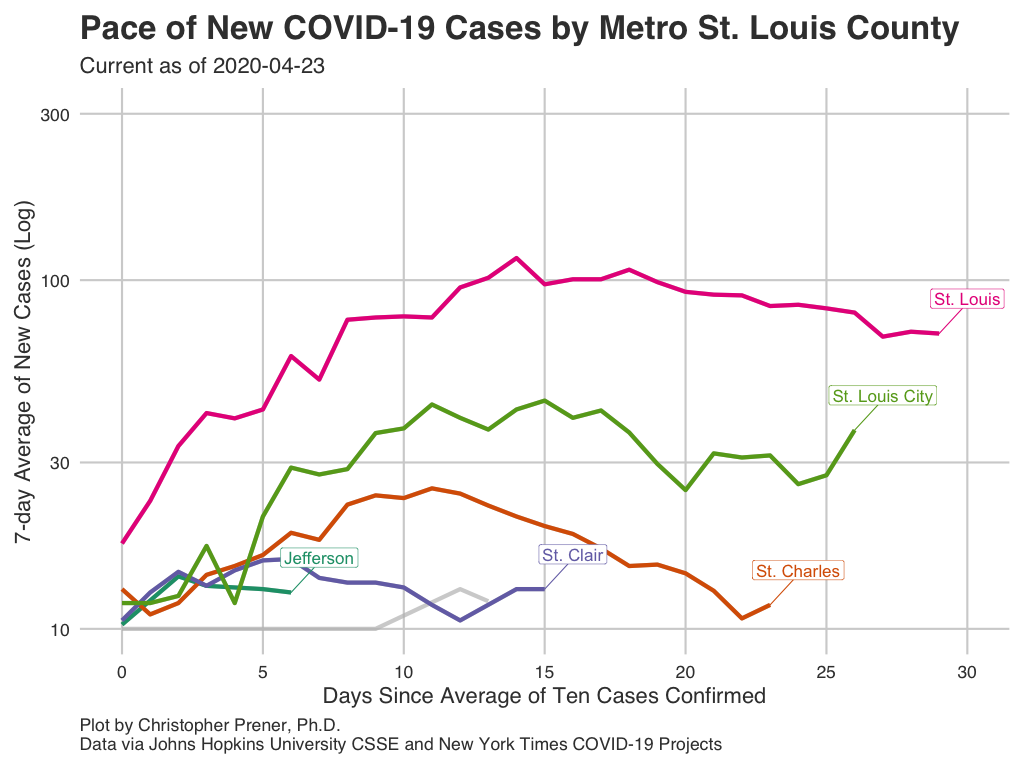 Pace of New COVID-19 Cases by Metro St. Louis County
Current as of 2020-04-23
7-day Average of New Cases (Log)
300
100
30
10
St. Louis
St. Louis City
Jefferson
St. Clair
St. Charles
0 5 10 15 20 25 30
Days Since Average of Ten Cases Confirmed
Plot by Christopher Prener, Ph.D.
Data via Johns Hopkins University CSSE and New York Times COVID-19 Projects